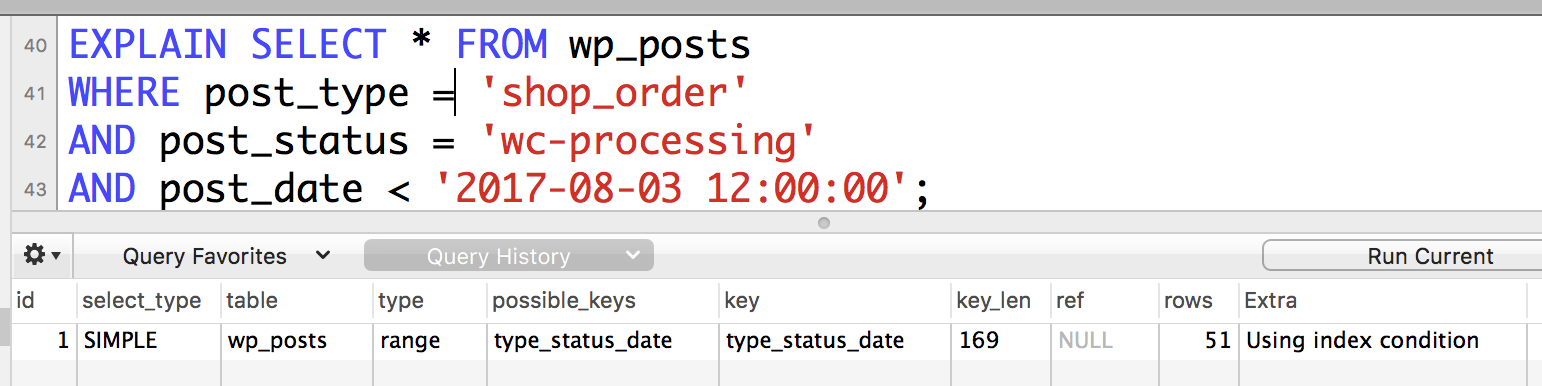 40 EXPLAIN SELECT * FROM wp_posts
41 WHERE post_type = 'shop_order'
42 AND post_status = 'wc-processing'
43 AND post_date < '2017-08-03 12:00:00';
Query Favorites Query History Run Current
id select_type table type possible_keys key key_len ref rows Extra
1 SIMPLE wp_posts range type_status_date type_status_date 169 NULL 51 Using index condition